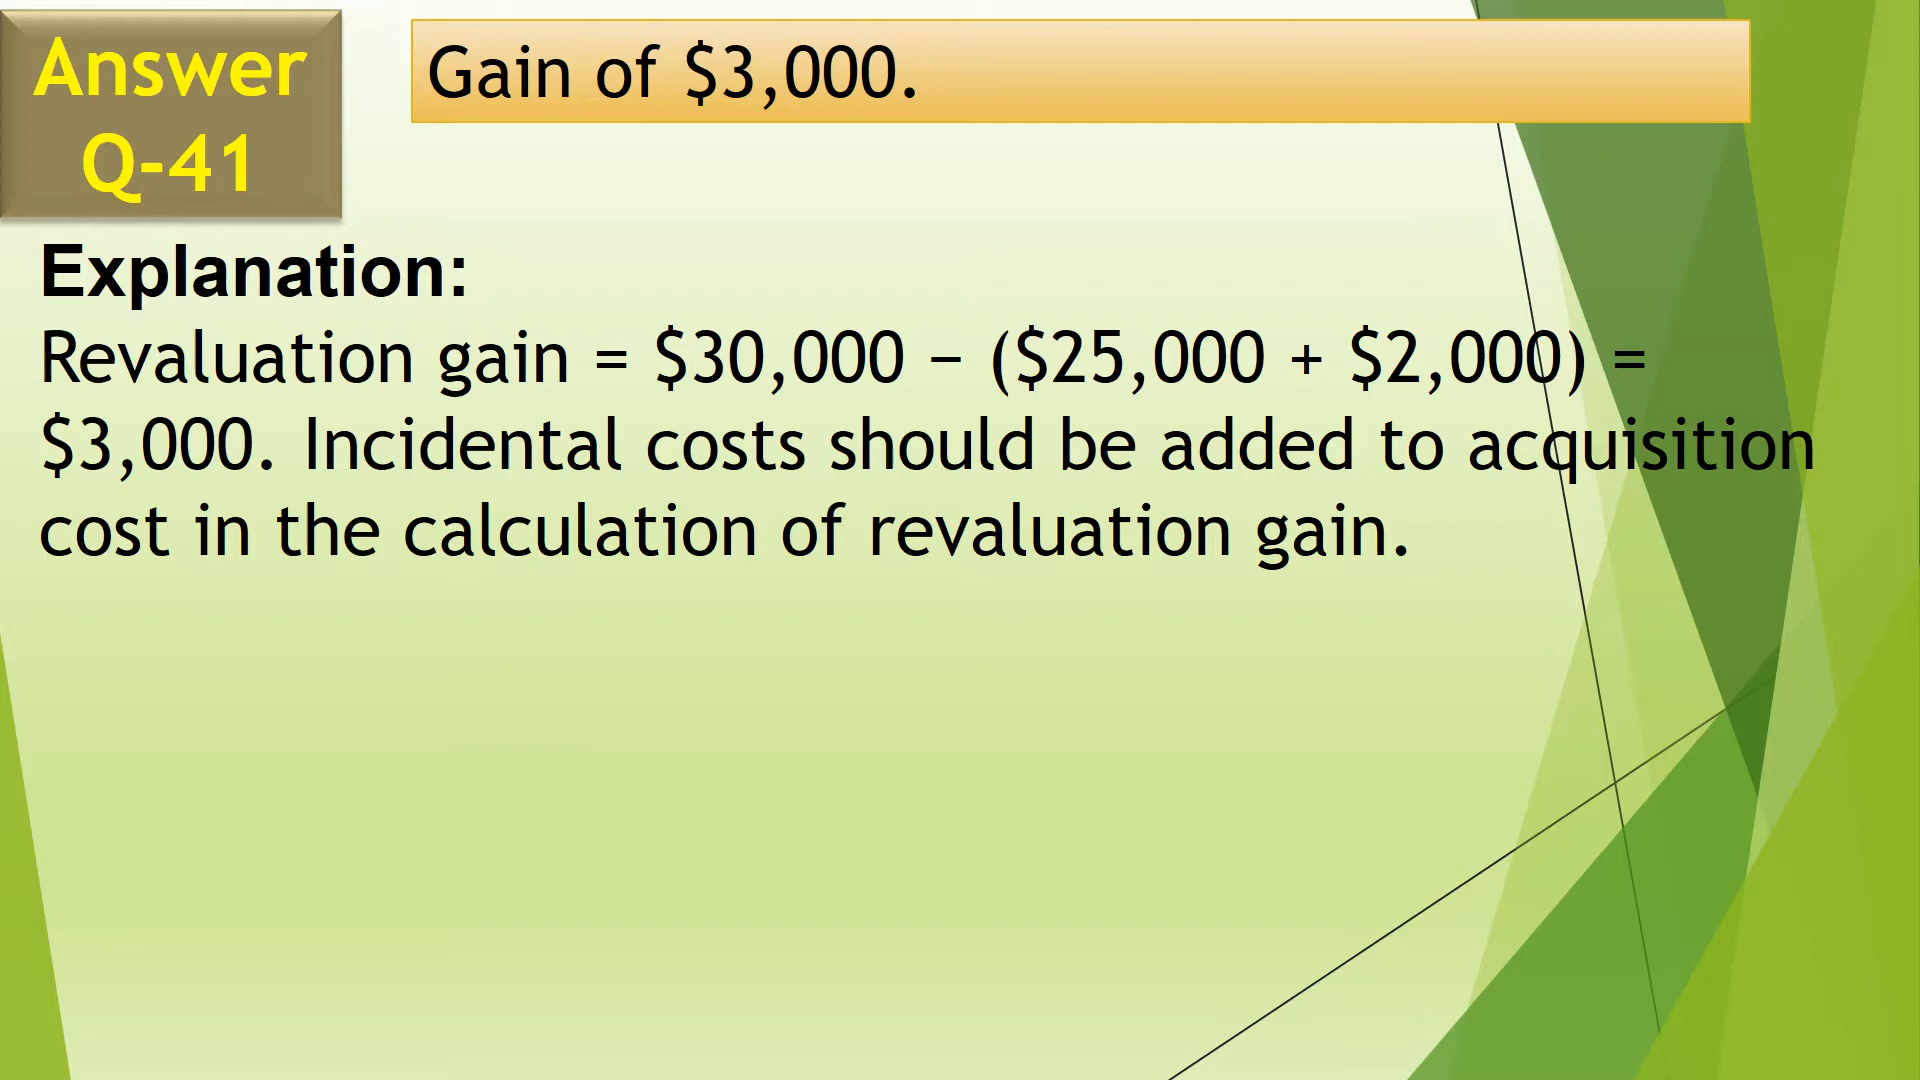 Answer
Q-41
Gain of $3,000.
Explanation:
Revaluation gain = $30,000 − ($25,000 + $2,000) =
$3,000. Incidental costs should be added to acquisition
cost in the calculation of revaluation gain.